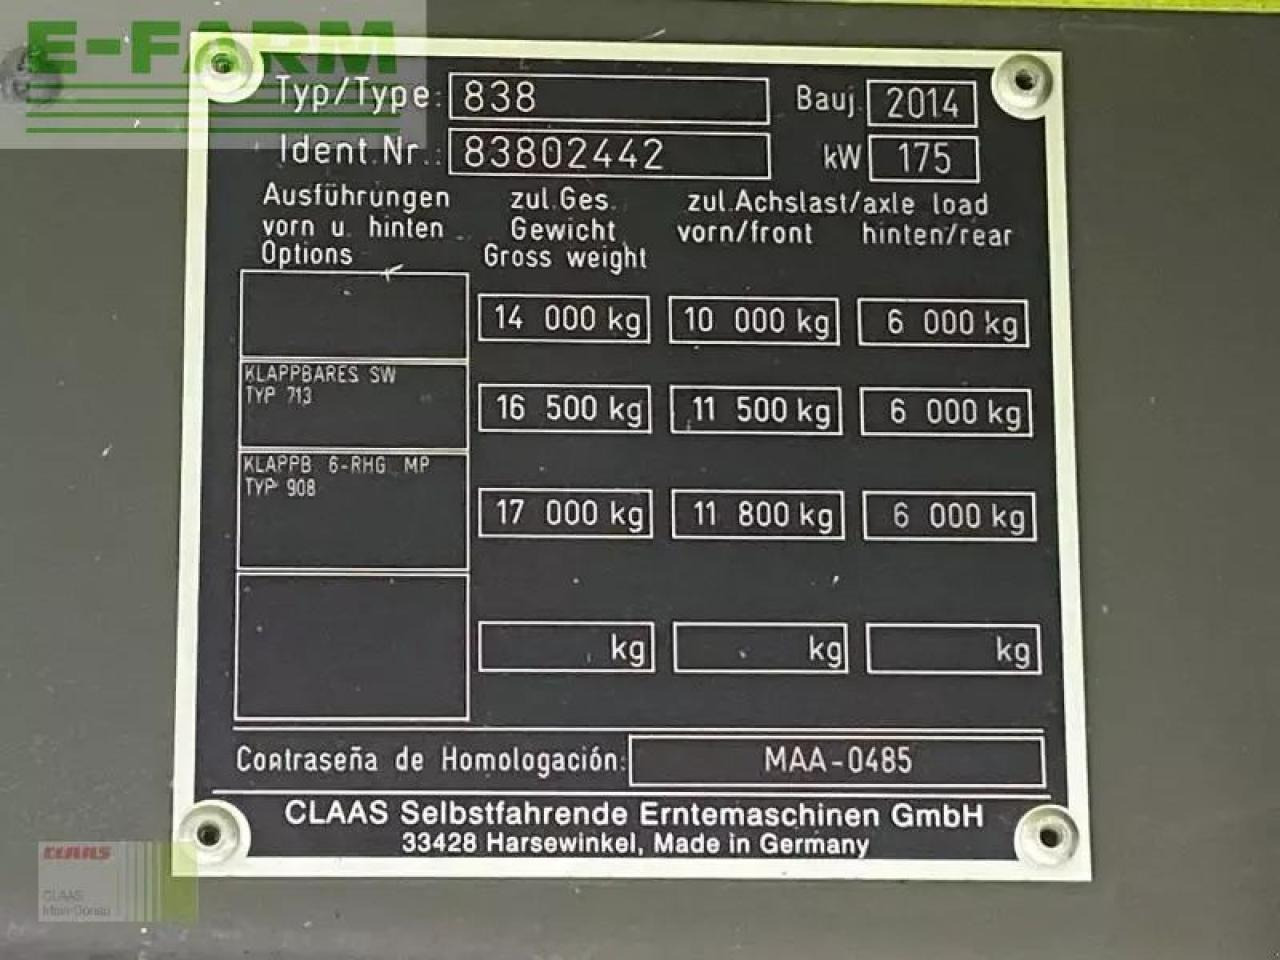 E-FARM
Typ/Type: 838 Bauj. 2014
Ident.Nr.: 83802442 kW 175
Ausführungen zul.Ges. zul.Achslast/axle load
vorn u. hinten Gewicht vorn/front hinten/rear
Options Gross weight
14 000 kg 10 000 kg 6 000 kg
KLAPPBARES SW
TYP 713
16 500 kg 11 500 kg 6 000 kg
KLAPPB 6-RHG MP
TYP 908
17 000 kg 11 800 kg 6 000 kg
kg kg kg
Contraseña de Homologación: MAA-0485
CLAAS Selbstfahrende Erntemaschinen GmbH
33428 Harsewinkel, Made in Germany
CLAAS
CLAAS
Main-Donau